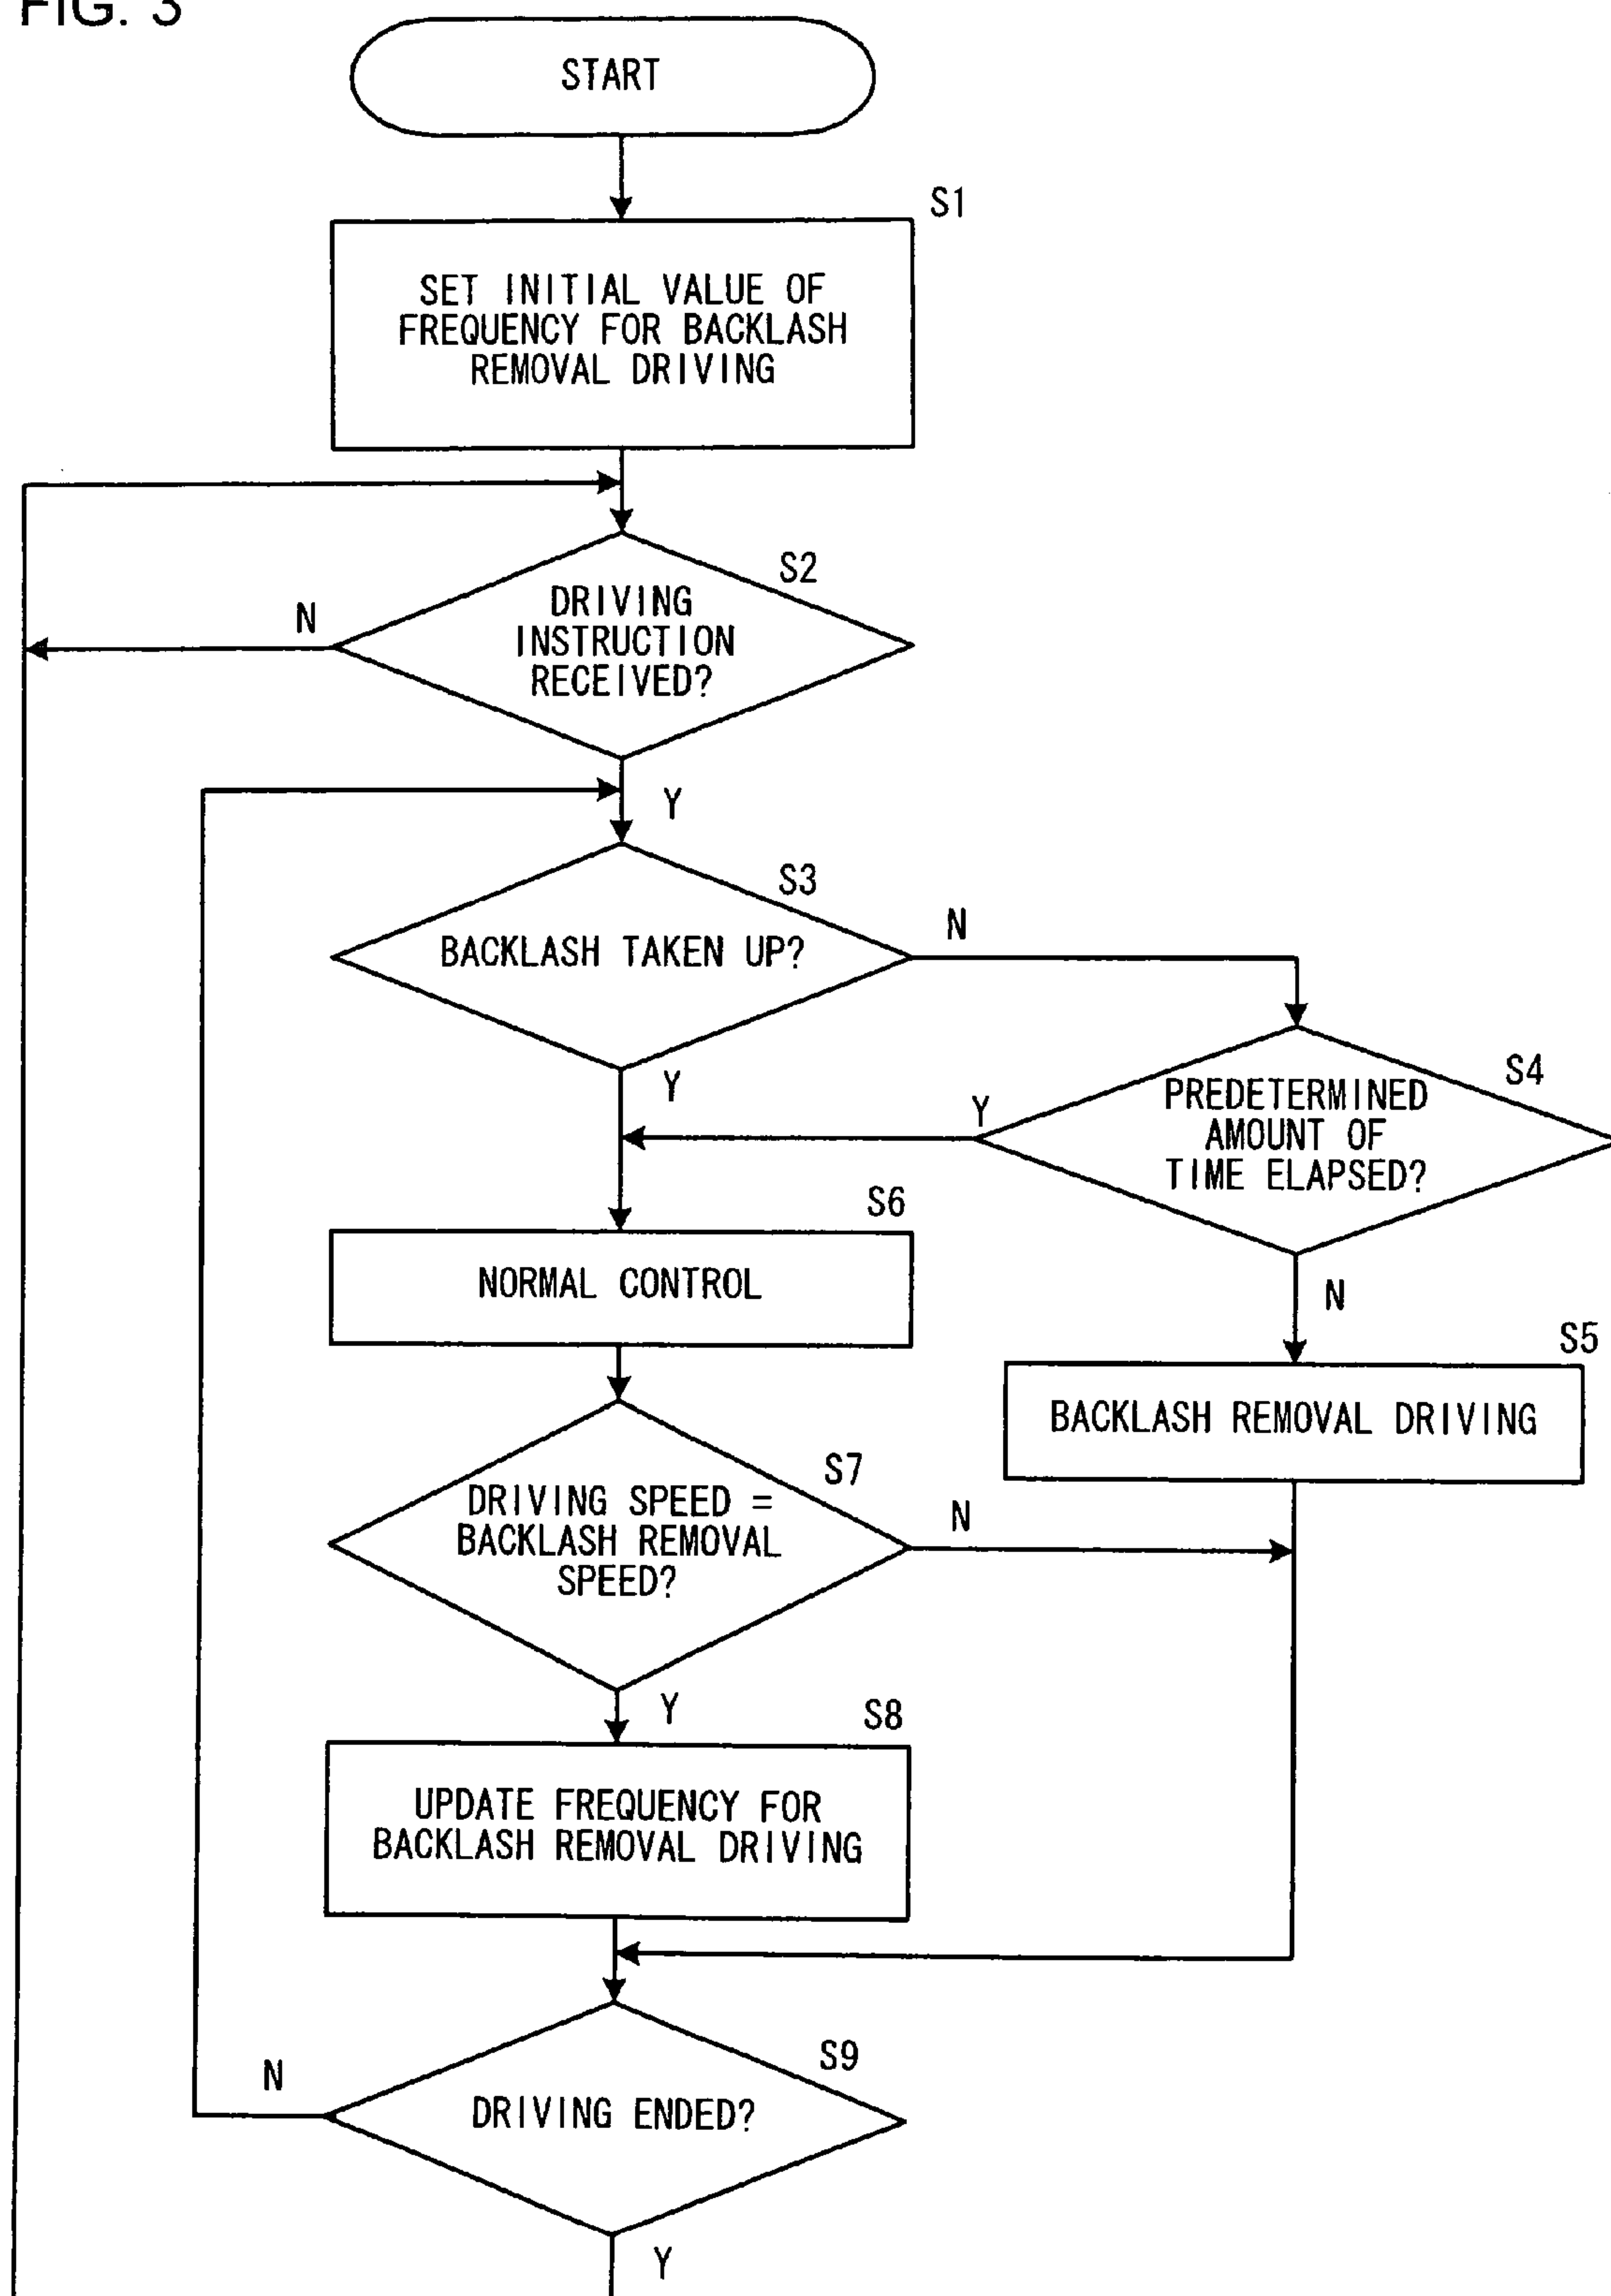 FIG. 3
START
S1
SET INITIAL VALUE OF
FREQUENCY FOR BACKLASH
REMOVAL DRIVING
S2
DRIVING
INSTRUCTION
RECEIVED?
N
Y
S3
BACKLASH TAKEN UP?
N
Y
S4
PREDETERMINED
AMOUNT OF
TIME ELAPSED?
Y
N
S6
NORMAL CONTROL
S5
BACKLASH REMOVAL DRIVING
S7
DRIVING SPEED =
BACKLASH REMOVAL
SPEED?
N
Y
S8
UPDATE FREQUENCY FOR
BACKLASH REMOVAL DRIVING
S9
DRIVING ENDED?
N
Y